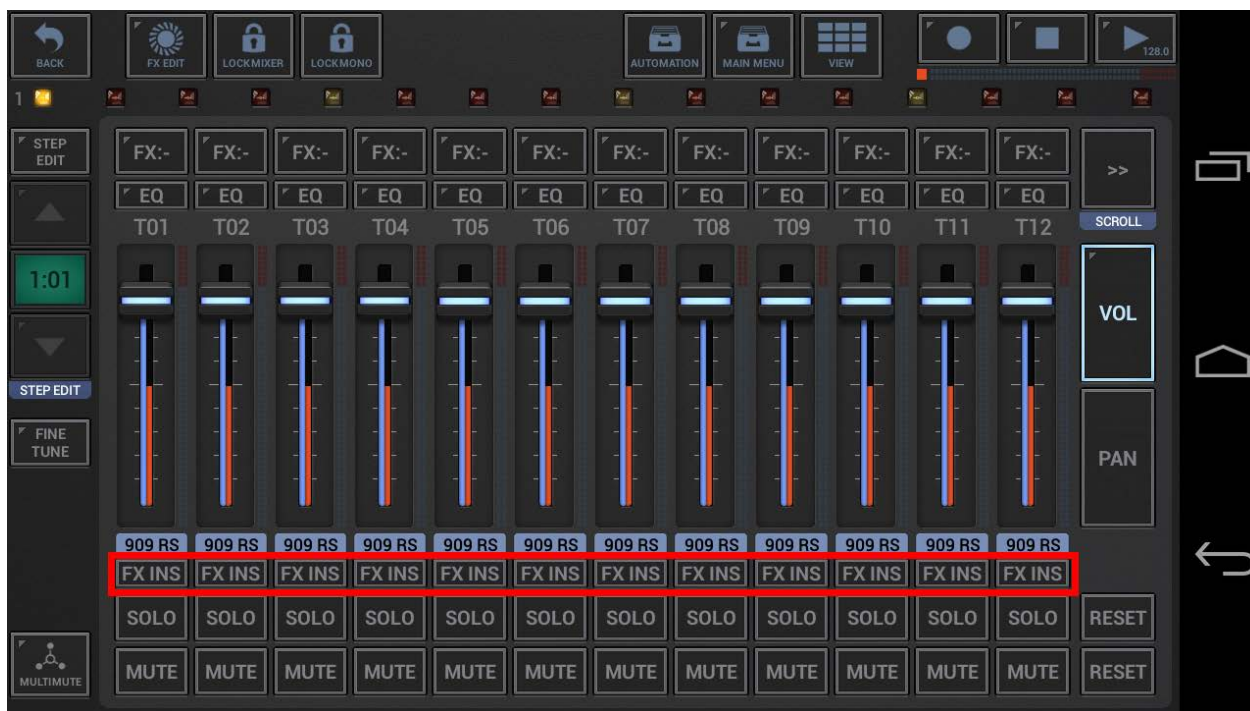 BACK FX EDIT LOCKMIXER LOCKMONO AUTOMATION MAIN MENU VIEW 128.0
1
STEP
EDIT
FX:- FX:- FX:- FX:- FX:- FX:- FX:- FX:- FX:- FX:- FX:- FX:- >>
EQ EQ EQ EQ EQ EQ EQ EQ EQ EQ EQ EQ
T01 T02 T03 T04 T05 T06 T07 T08 T09 T10 T11 T12 SCROLL
1:01
VOL
STEP EDIT
FINE
TUNE
PAN
909 RS 909 RS 909 RS 909 RS 909 RS 909 RS 909 RS 909 RS 909 RS 909 RS 909 RS 909 RS
FX INS FX INS FX INS FX INS FX INS FX INS FX INS FX INS FX INS FX INS FX INS FX INS
SOLO SOLO SOLO SOLO SOLO SOLO SOLO SOLO SOLO SOLO SOLO SOLO RESET
MULTIMUTE MUTE MUTE MUTE MUTE MUTE MUTE MUTE MUTE MUTE MUTE MUTE MUTE RESET